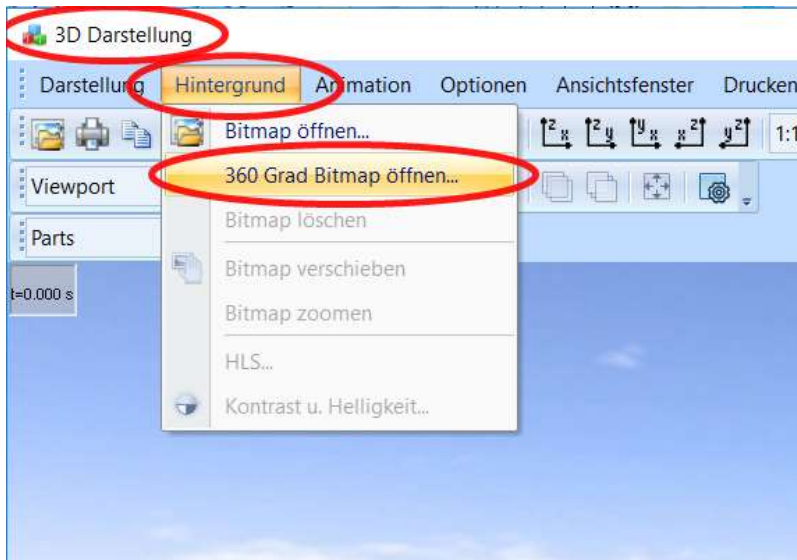 3D Darstellung
Darstellung Hintergrund Animation Optionen Ansichtsfenster Drucken
Bitmap öffnen...
z x z y y x x z y z 1:1
360 Grad Bitmap öffnen...
Viewport
Bitmap löschen
Parts
Bitmap verschieben
t=0.000 s
Bitmap zoomen
HLS...
Kontrast u. Helligkeit...